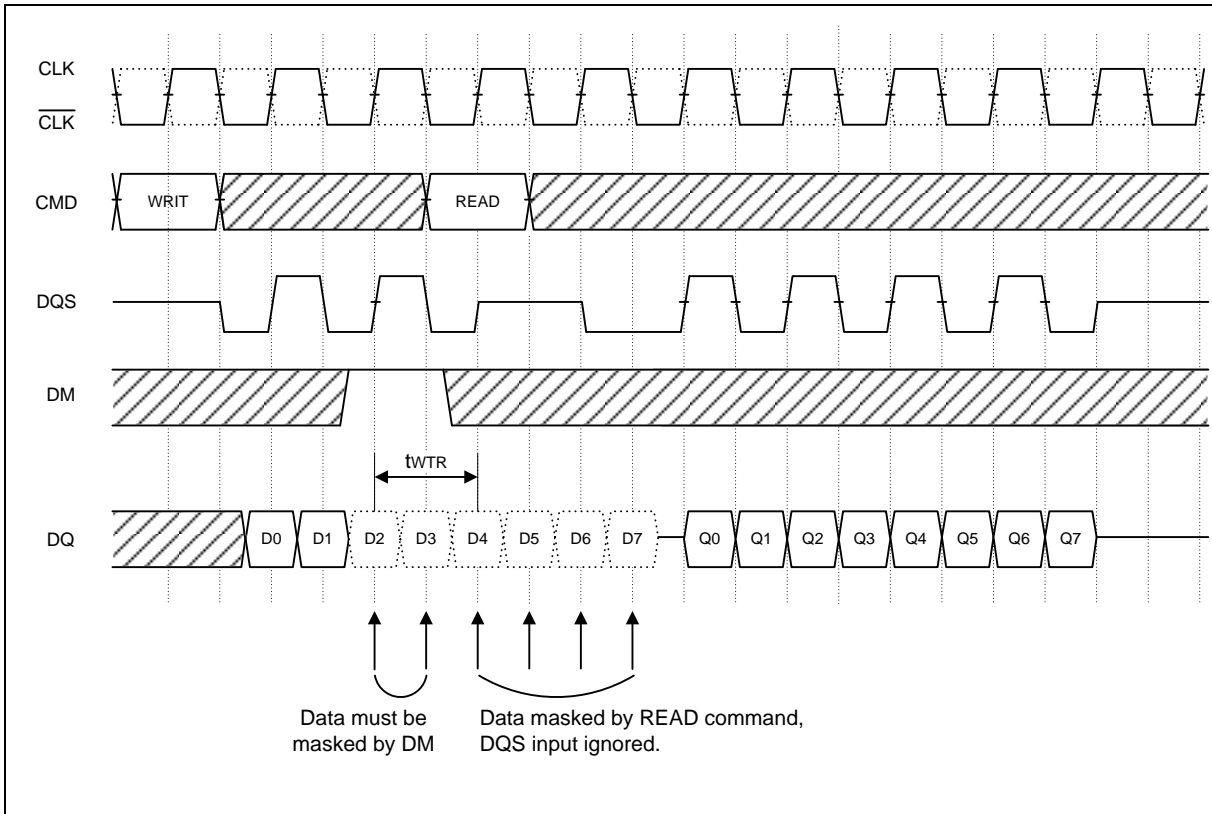 CLK
CLK
CMD
WRIT
READ
DQS
DM
tWTR
DQ
D0 D1 D2 D3 D4 D5 D6 D7 Q0 Q1 Q2 Q3 Q4 Q5 Q6 Q7
Data must be
masked by DM
Data masked by READ command,
DQS input ignored.